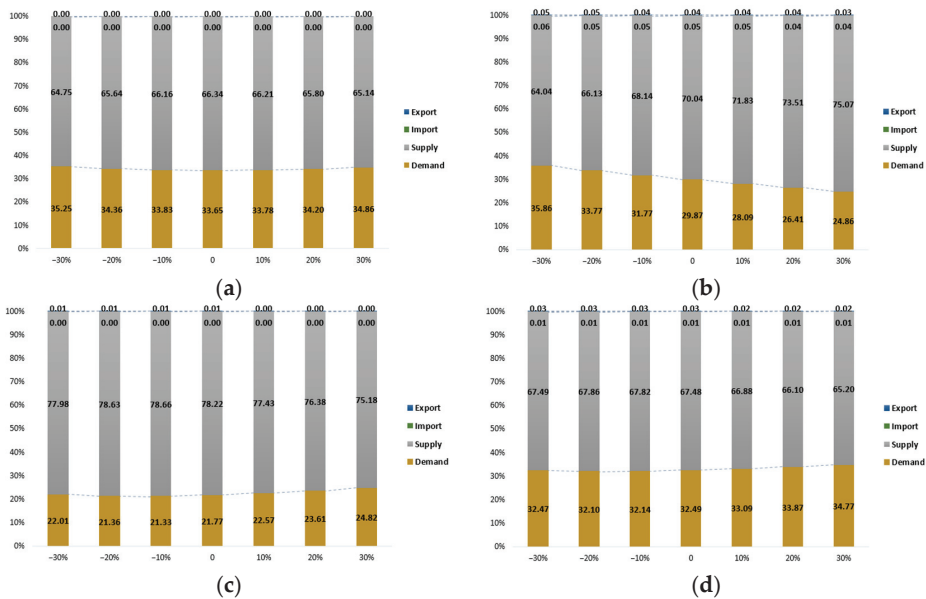 100% 0.00 0.00 0.00 0.00 0.00 0.00 0.00
90% 0.00 0.00 0.00 0.00 0.00 0.00 0.00
80%
70% 64.75 65.64 66.16 66.34 66.21 65.80 65.14
60% Export
50% Import
40% Supply
30% Demand
20% 35.25 34.36 33.83 33.65 33.78 34.20 34.86
10%
0%
−30% −20% −10% 0 10% 20% 30%
(a)
100% 0.05 0.05 0.04 0.04 0.04 0.04 0.03
90% 0.06 0.05 0.05 0.05 0.05 0.04 0.04
80%
70% 64.04 66.13 68.14 70.04 71.83 73.51 75.07
60% Export
50% Import
40% Supply
30% Demand
20% 35.86 33.77 31.77 29.87 28.09 26.41 24.86
10%
0%
−30% −20% −10% 0 10% 20% 30%
(b)
100% 0.01 0.01 0.01 0.01 0.00 0.00 0.00
90% 0.00 0.00 0.00 0.00 0.00 0.00 0.00
80%
70%
60% 77.98 78.63 78.66 78.22 77.43 76.38 75.18
50% Export
40% Import
30% Supply
20% Demand
10% 22.01 21.36 21.33 21.77 22.57 23.61 24.82
0%
−30% −20% −10% 0 10% 20% 30%
(c)
100% 0.03 0.03 0.03 0.03 0.02 0.02 0.02
90% 0.01 0.01 0.01 0.01 0.01 0.01 0.01
80%
70%
60% 67.49 67.86 67.82 67.48 66.88 66.10 65.20
50% Export
40% Import
30% Supply
20% Demand
10% 32.47 32.10 32.14 32.49 33.09 33.87 34.77
0%
−30% −20% −10% 0 10% 20% 30%
(d)